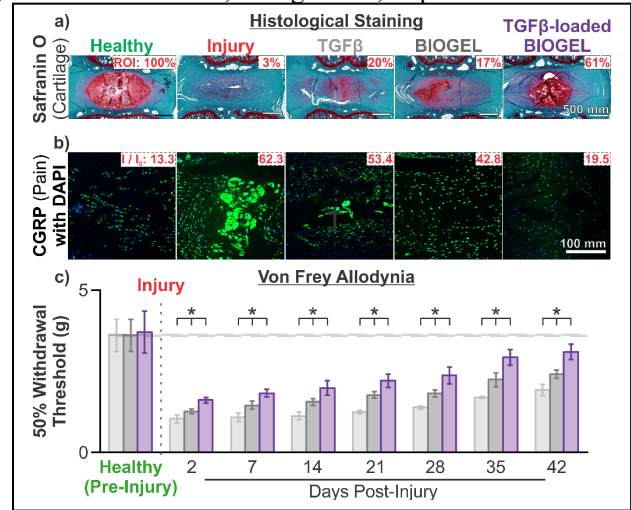 a) Histological Staining
Healthy Injury TGFβ BIOGEL TGFβ-loaded BIOGEL
Safranin O (Cartilage)
ROI: 100% 3% 20% 17% 61%
500 mm
b)
CGRP (Pain) with DAPI
I / I₀: 13.3 62.3 53.4 42.8 19.5
100 mm
c) Von Frey Allodynia
Injury
50% Withdrawal Threshold (g)
5
* * * * * * *
0
Healthy (Pre-Injury) 2 7 14 21 28 35 42
Days Post-Injury